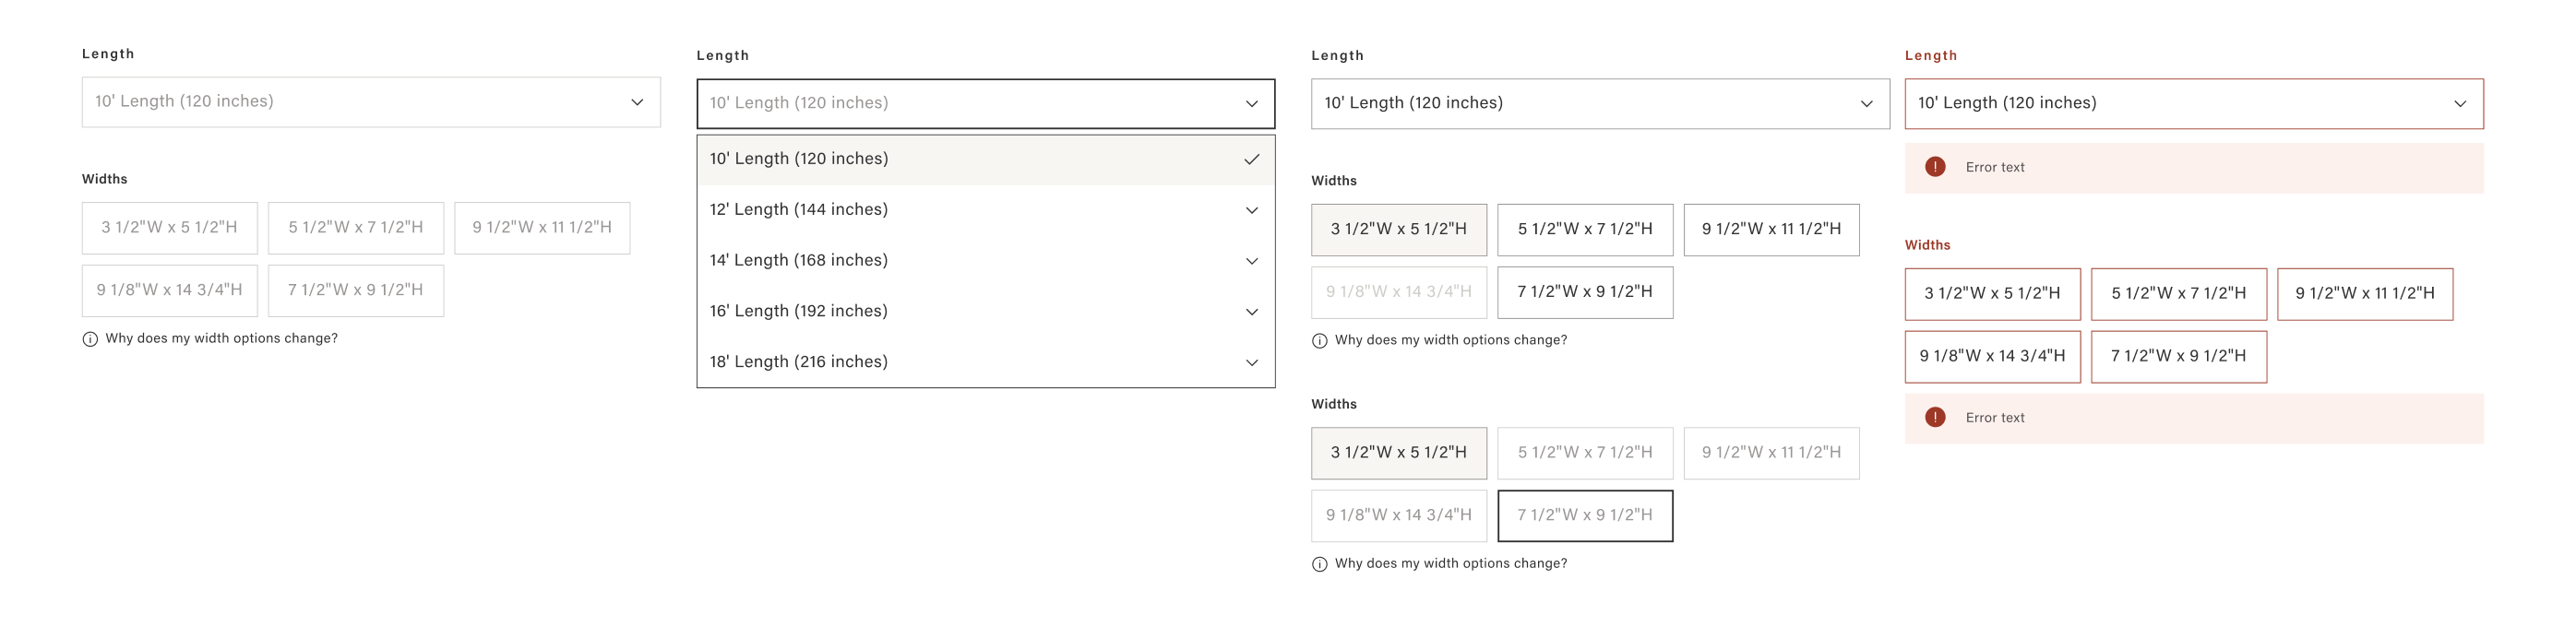 Length
10' Length (120 inches)
Widths
3 1/2"W x 5 1/2"H
5 1/2"W x 7 1/2"H
9 1/2"W x 11 1/2"H
9 1/8"W x 14 3/4"H
7 1/2"W x 9 1/2"H
Why does my width options change?
Length
10' Length (120 inches)
10' Length (120 inches)
12' Length (144 inches)
14' Length (168 inches)
16' Length (192 inches)
18' Length (216 inches)
Length
10' Length (120 inches)
Widths
3 1/2"W x 5 1/2"H
5 1/2"W x 7 1/2"H
9 1/2"W x 11 1/2"H
9 1/8"W x 14 3/4"H
7 1/2"W x 9 1/2"H
Why does my width options change?
Widths
3 1/2"W x 5 1/2"H
5 1/2"W x 7 1/2"H
9 1/2"W x 11 1/2"H
9 1/8"W x 14 3/4"H
7 1/2"W x 9 1/2"H
Why does my width options change?
Length
10' Length (120 inches)
Error text
Widths
3 1/2"W x 5 1/2"H
5 1/2"W x 7 1/2"H
9 1/2"W x 11 1/2"H
9 1/8"W x 14 3/4"H
7 1/2"W x 9 1/2"H
Error text